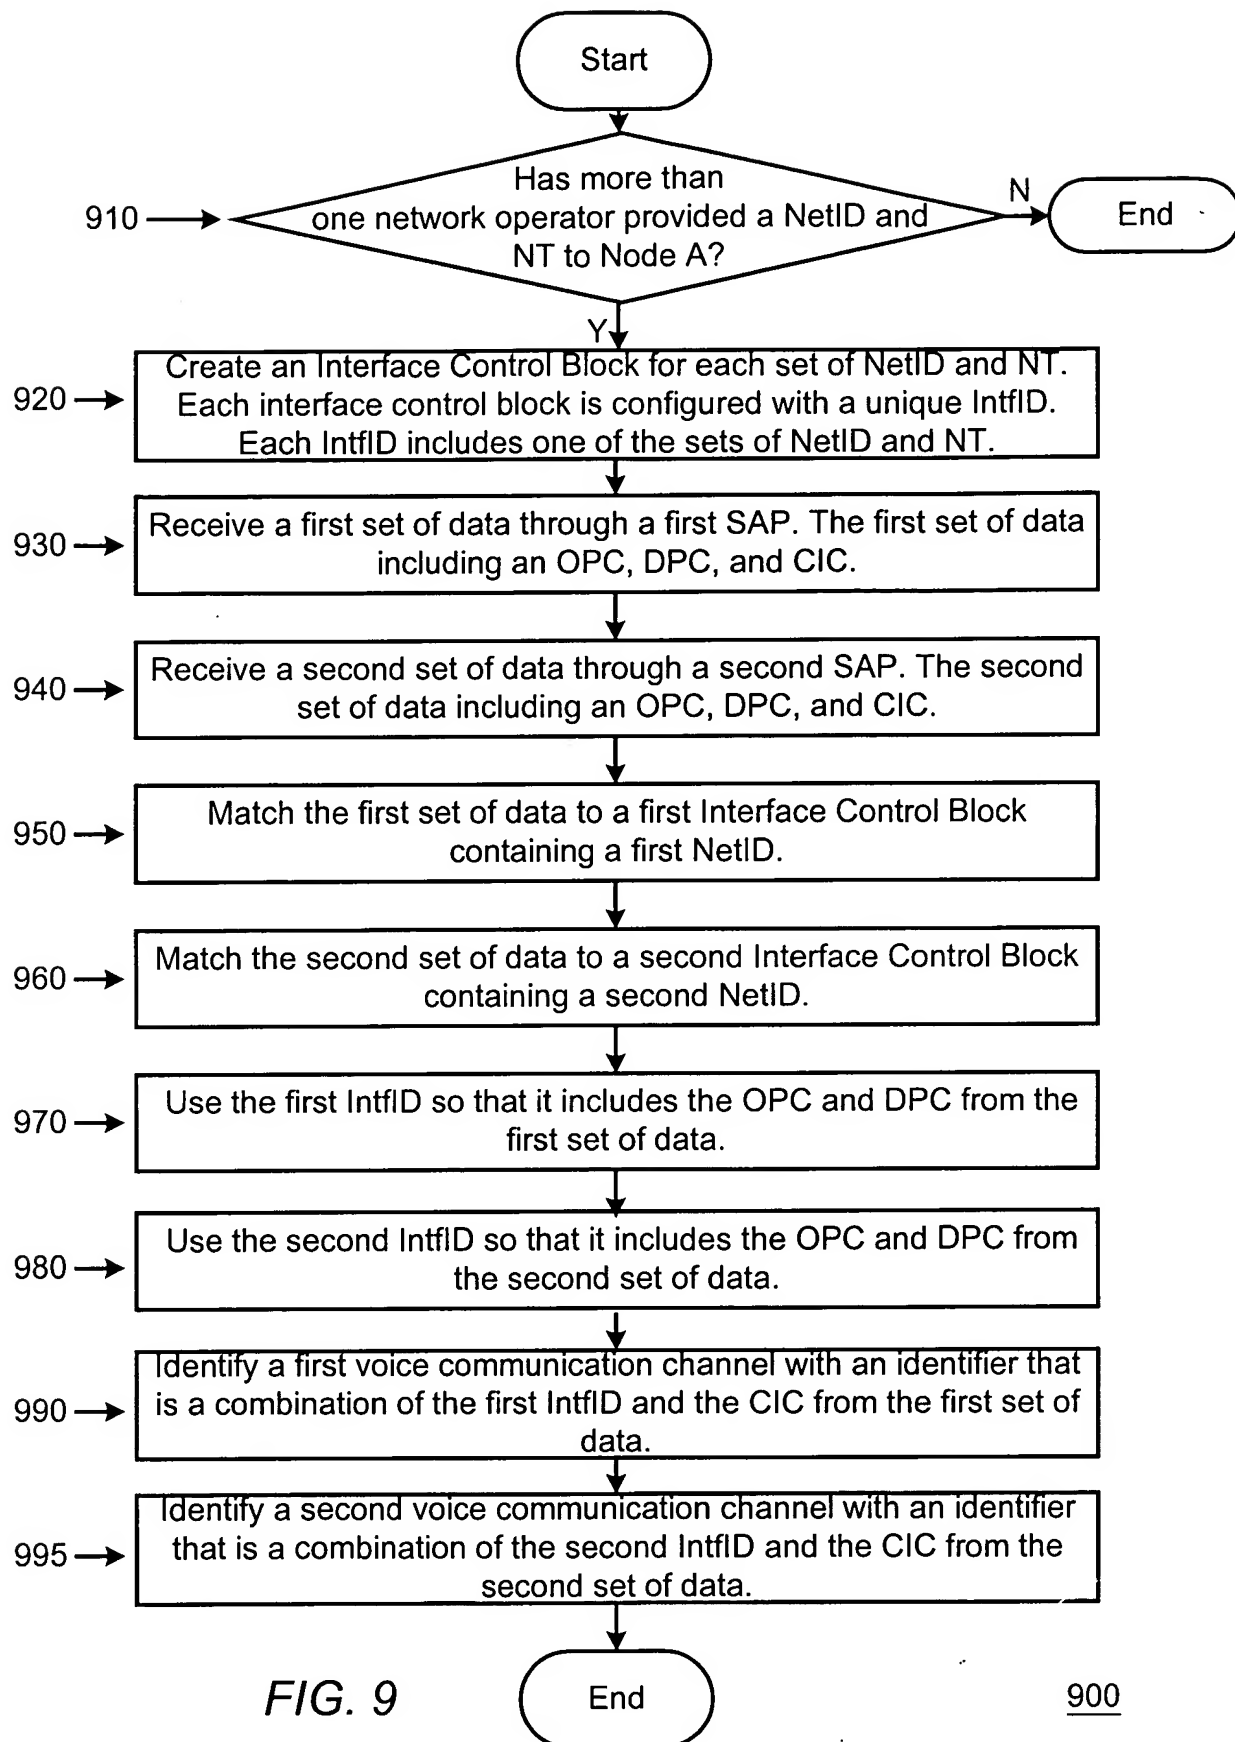 Start
Has more than
one network operator provided a NetID and
NT to Node A?
910
N
End
Y
920
Create an Interface Control Block for each set of NetID and NT.
Each interface control block is configured with a unique IntfID.
Each IntfID includes one of the sets of NetID and NT.
930
Receive a first set of data through a first SAP. The first set of data
including an OPC, DPC, and CIC.
940
Receive a second set of data through a second SAP. The second
set of data including an OPC, DPC, and CIC.
950
Match the first set of data to a first Interface Control Block
containing a first NetID.
960
Match the second set of data to a second Interface Control Block
containing a second NetID.
970
Use the first IntfID so that it includes the OPC and DPC from the
first set of data.
980
Use the second IntfID so that it includes the OPC and DPC from
the second set of data.
990
Identify a first voice communication channel with an identifier that
is a combination of the first IntfID and the CIC from the first set of
data.
995
Identify a second voice communication channel with an identifier
that is a combination of the second IntfID and the CIC from the
second set of data.
End
FIG. 9
900